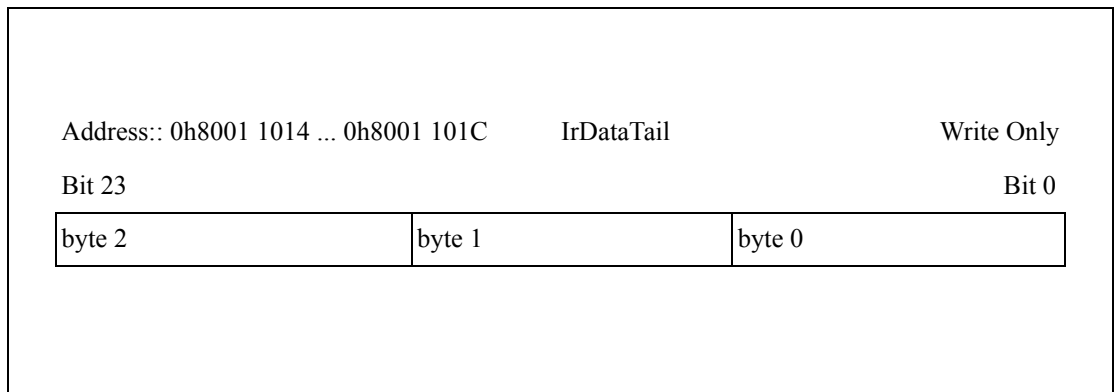 Address:: 0h8001 1014 ... 0h8001 101C IrDataTail Write Only
Bit 23 Bit 0
byte 2 byte 1 byte 0